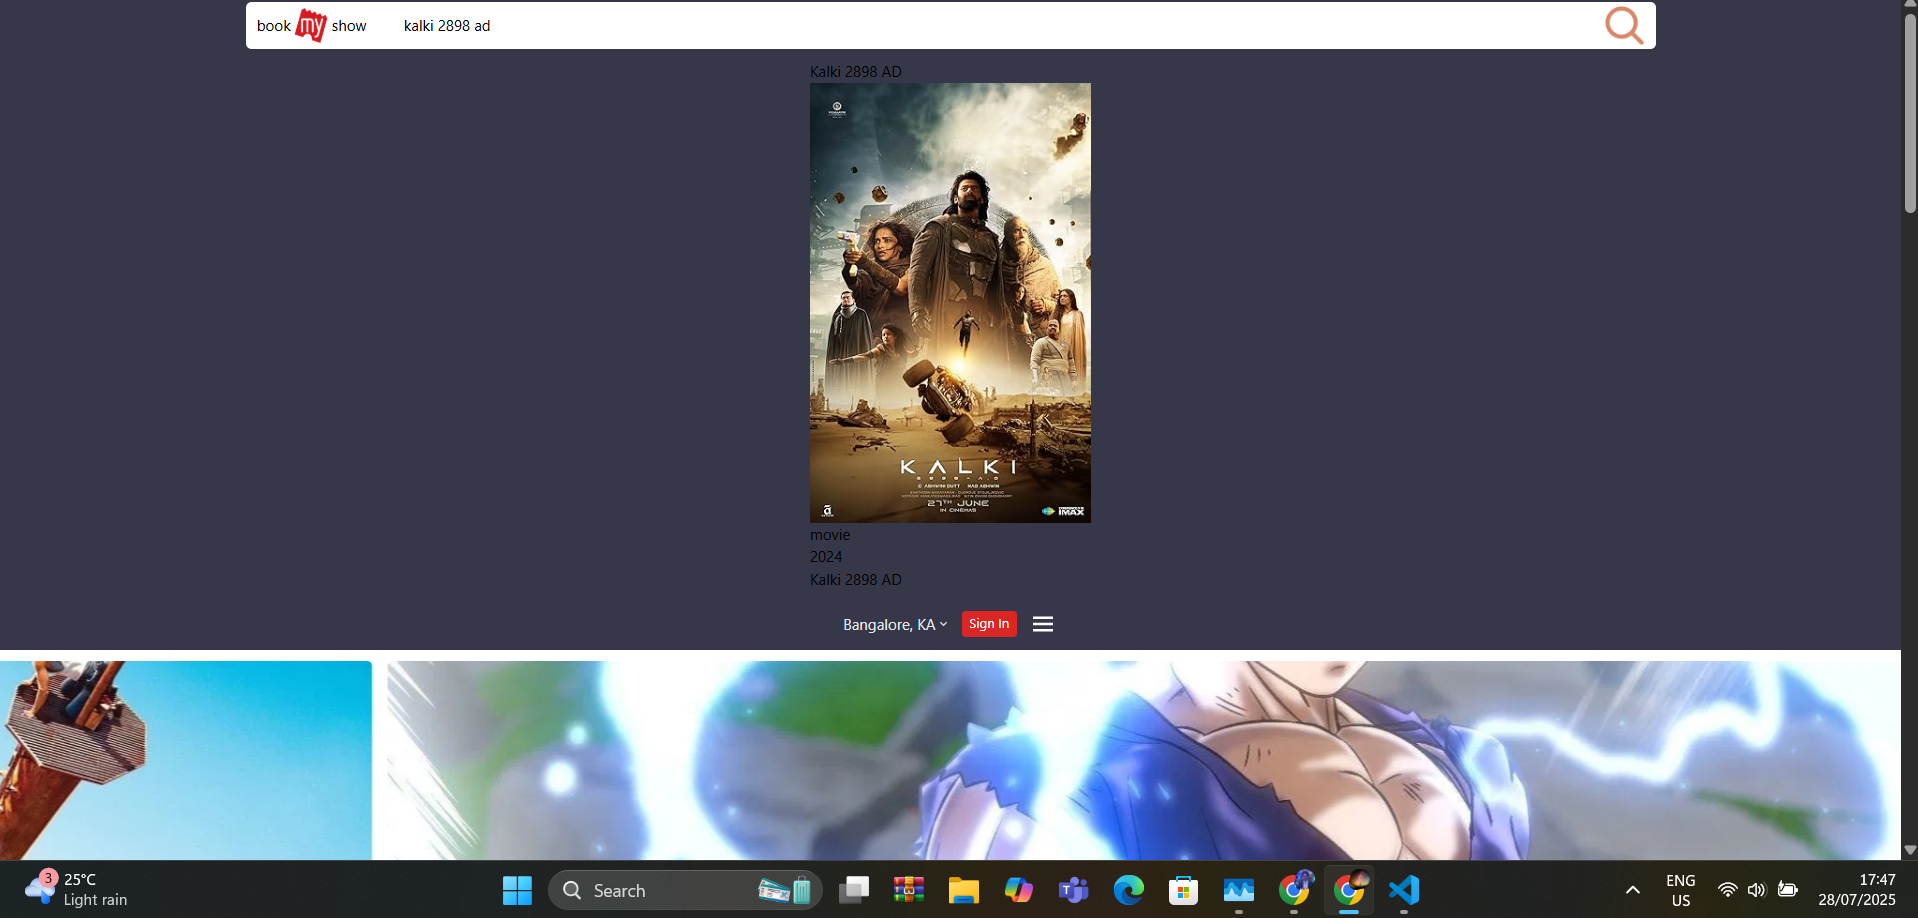 book my show
kalki 2898 ad
Kalki 2898 AD
KALKI
2898-A.D
27TH JUNE
IN CINEMAS
IMAX
movie
2024
Kalki 2898 AD
Bangalore, KA
Sign In
3
25°C
Light rain
Search
ENG
US
17:47
28/07/2025